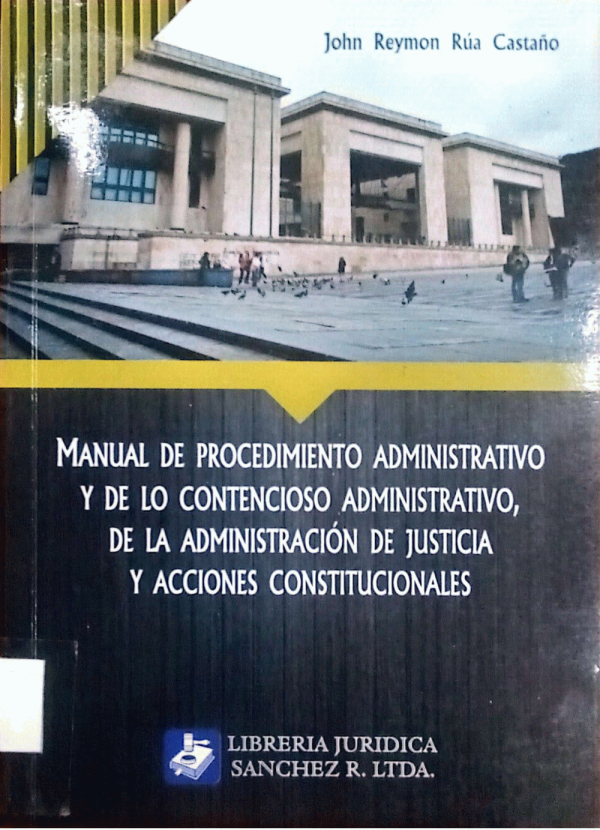 John Reymon Rúa Castaño
MANUAL DE PROCEDIMIENTO ADMINISTRATIVO
Y DE LO CONTENCIOSO ADMINISTRATIVO,
DE LA ADMINISTRACIÓN DE JUSTICIA
Y ACCIONES CONSTITUCIONALES
LIBRERIA JURIDICA
SANCHEZ R. LTDA.